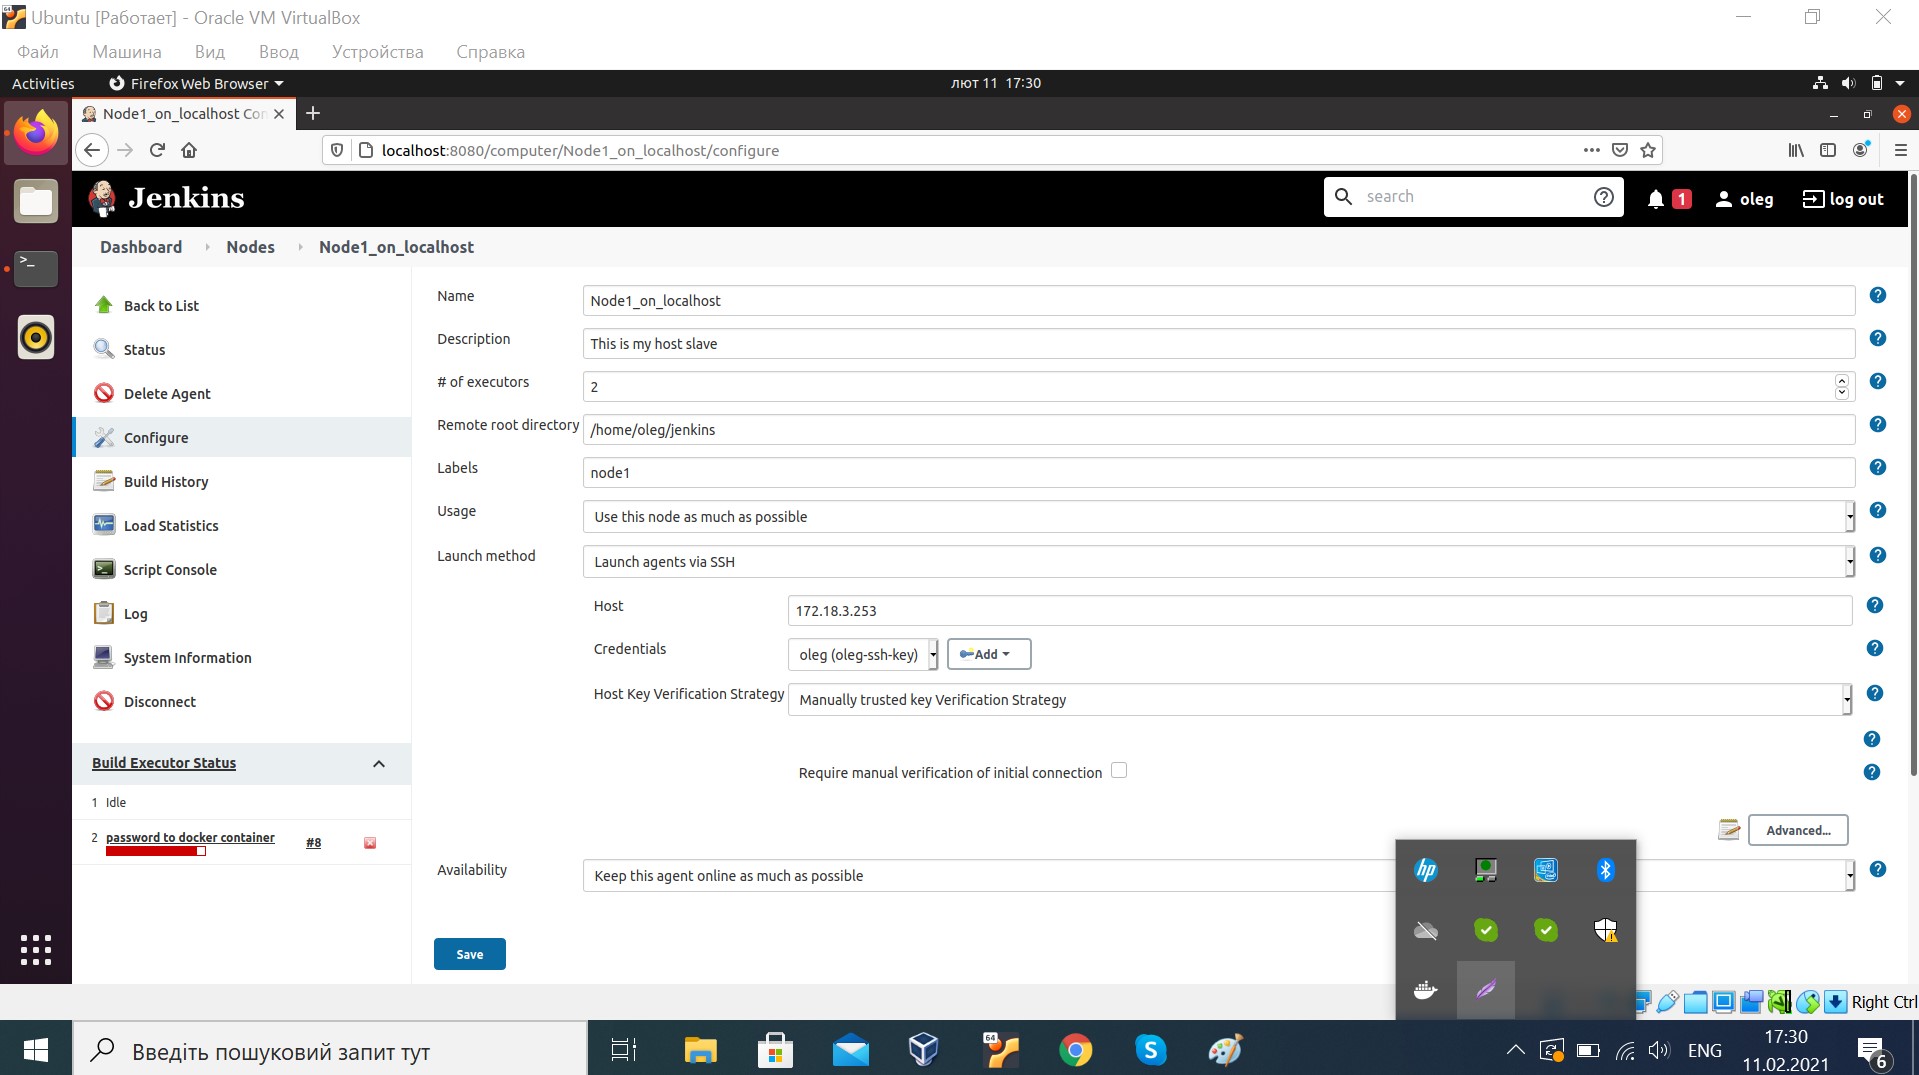 Ubuntu [Работает] - Oracle VM VirtualBox
Файл Машина Вид Ввод Устройства Справка
Activities Firefox Web Browser лют 11 17:30
Node1_on_localhost Con
localhost:8080/computer/Node1_on_localhost/configure
Jenkins search 1 oleg log out
Dashboard Nodes Node1_on_localhost
Back to List
Status
Delete Agent
Configure
Build History
Load Statistics
Script Console
Log
System Information
Disconnect
Build Executor Status
1 Idle
2 password to docker container #8
Name Node1_on_localhost
Description This is my host slave
# of executors 2
Remote root directory /home/oleg/jenkins
Labels node1
Usage Use this node as much as possible
Launch method Launch agents via SSH
Host 172.18.3.253
Credentials oleg (oleg-ssh-key) Add
Host Key Verification Strategy Manually trusted key Verification Strategy
Require manual verification of initial connection
Advanced...
Availability Keep this agent online as much as possible
Save
hp
Right Ctrl
Введіть пошуковий запит тут
64
ENG
17:30
11.02.2021
6